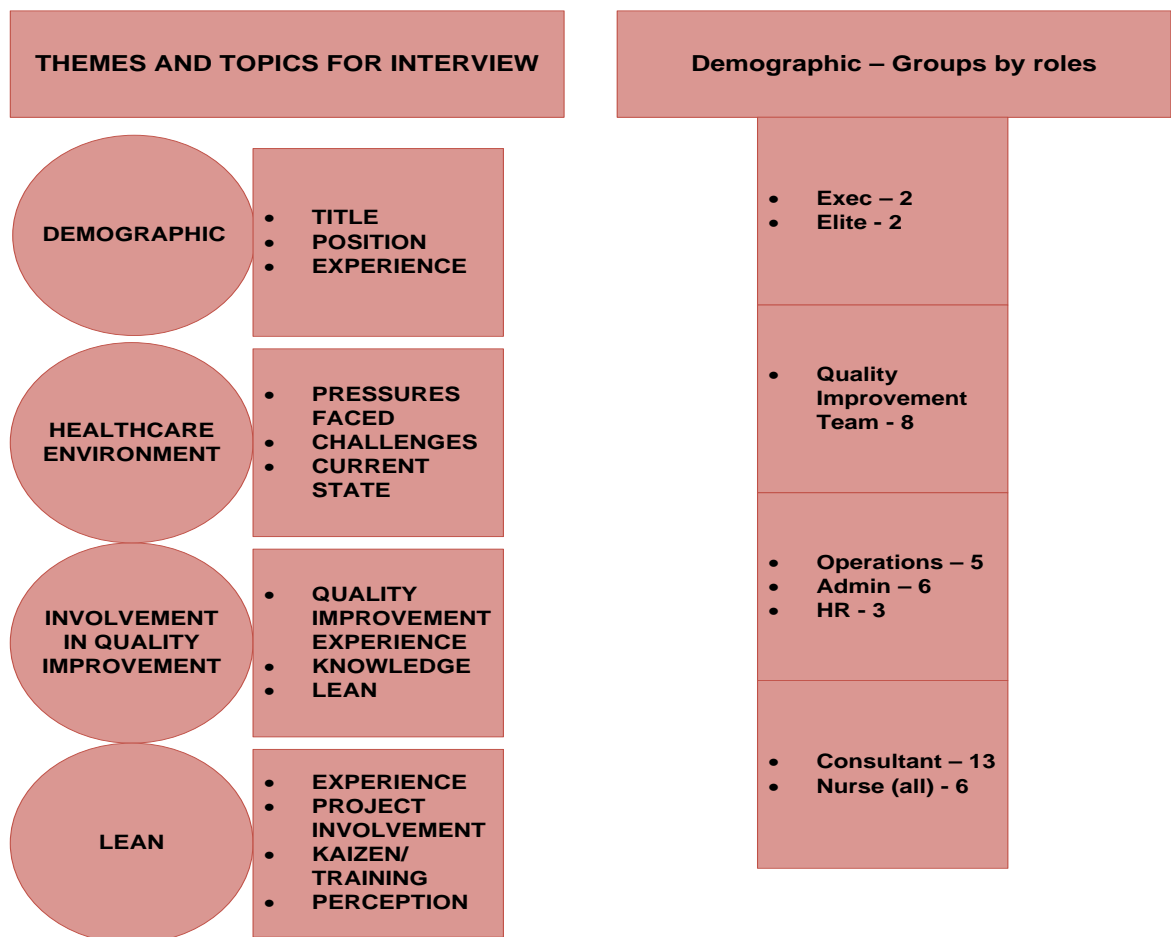 THEMES AND TOPICS FOR INTERVIEW
DEMOGRAPHIC
• TITLE
• POSITION
• EXPERIENCE
HEALTHCARE
ENVIRONMENT
• PRESSURES
FACED
• CHALLENGES
• CURRENT
STATE
INVOLVEMENT
IN QUALITY
IMPROVEMENT
• QUALITY
IMPROVEMENT
EXPERIENCE
• KNOWLEDGE
• LEAN
LEAN
• EXPERIENCE
• PROJECT
INVOLVEMENT
• KAIZEN/
TRAINING
• PERCEPTION
Demographic – Groups by roles
• Exec – 2
• Elite - 2
• Quality
Improvement
Team - 8
• Operations – 5
• Admin – 6
• HR - 3
• Consultant – 13
• Nurse (all) - 6